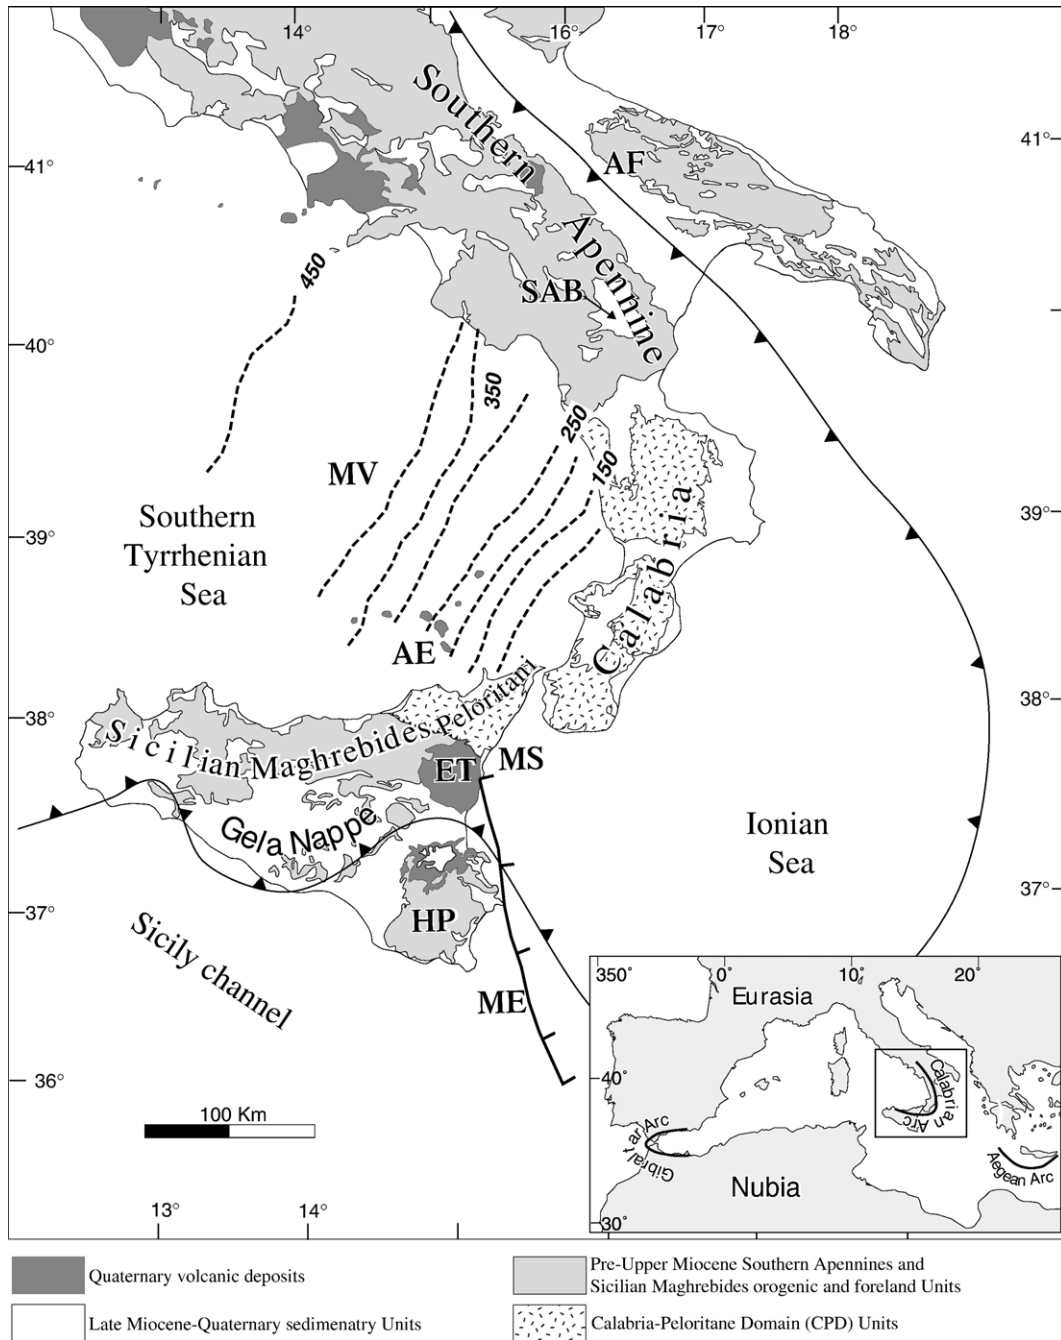 14°
16°
17°
18°
Southern
Apennine
41°
41°
AF
450
SAB
40°
350
250
150
MV
Southern
Tyrrhenian
Sea
39°
39°
Calabria
AE
Peloritani
38°
38°
Sicilian Maghrebides
ET
MS
Gela Nappe
Ionian
Sea
37°
37°
HP
Sicily channel
ME
36°
100 Km
13°
14°
350°
0°
10°
20°
Eurasia
40°
Calabrian Arc
Gibraltar Arc
Aegean Arc
Nubia
30°
Quaternary volcanic deposits
Late Miocene-Quaternary sedimenatry Units
Pre-Upper Miocene Southern Apennines and
Sicilian Maghrebides orogenic and foreland Units
Calabria-Peloritane Domain (CPD) Units